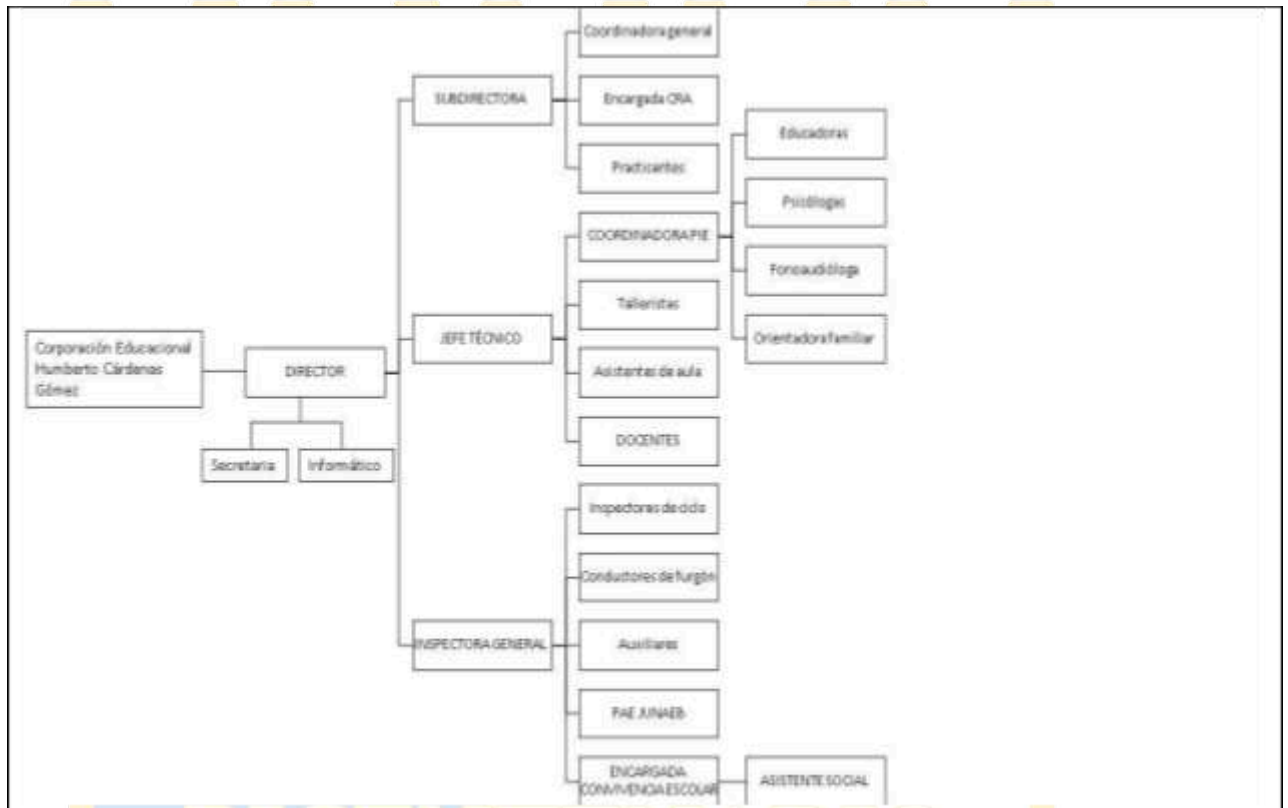 Coordinadora general
SUBDIRECTORA
Encargada CRA
Practicantes
Educadoras
Psicólogas
COORDINADORA PIE
Fonoaudióloga
Talleristas
Orientadora familiar
JEFE TÉCNICO
Asistentes de aula
DOCENTES
Corporación Educacional
Humberto Cárdenas
Gómez
DIRECTOR
Secretaria
Informático
Inspectores de ciclo
Conductores de furgón
INSPECTORA GENERAL
Auxiliares
PAE JUNAEB
ENCARGADA
CONVIVENCIA ESCOLAR
ASISTENTE SOCIAL